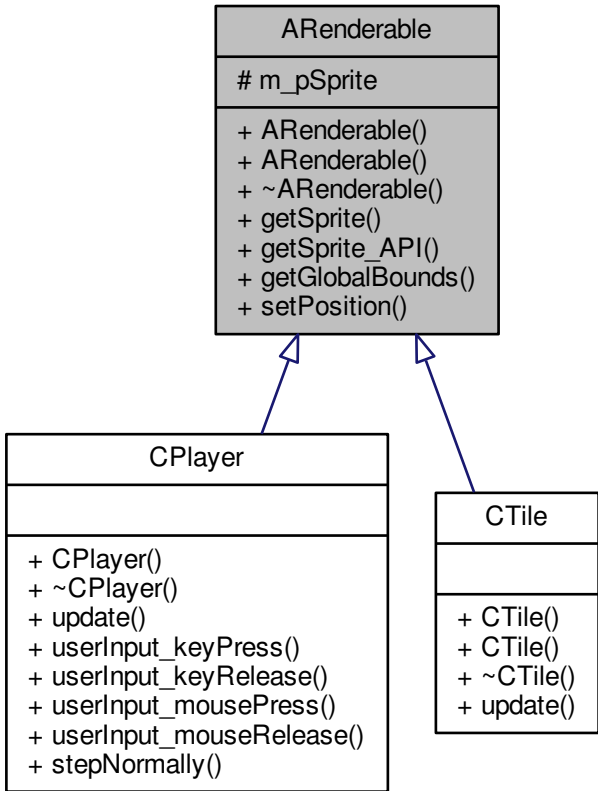 ARenderable
# m_pSprite
+ ARenderable()
+ ARenderable()
+ ~ARenderable()
+ getSprite()
+ getSprite_API()
+ getGlobalBounds()
+ setPosition()
CPlayer
+ CPlayer()
+ ~CPlayer()
+ update()
+ userInput_keyPress()
+ userInput_keyRelease()
+ userInput_mousePress()
+ userInput_mouseRelease()
+ stepNormally()
CTile
+ CTile()
+ CTile()
+ ~CTile()
+ update()